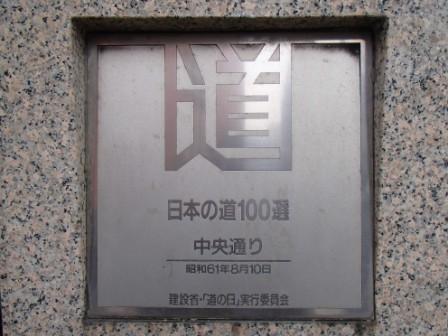 道
日本の道100選
中央通り
昭和61年8月10日
建設省・「道の日」実行委員会